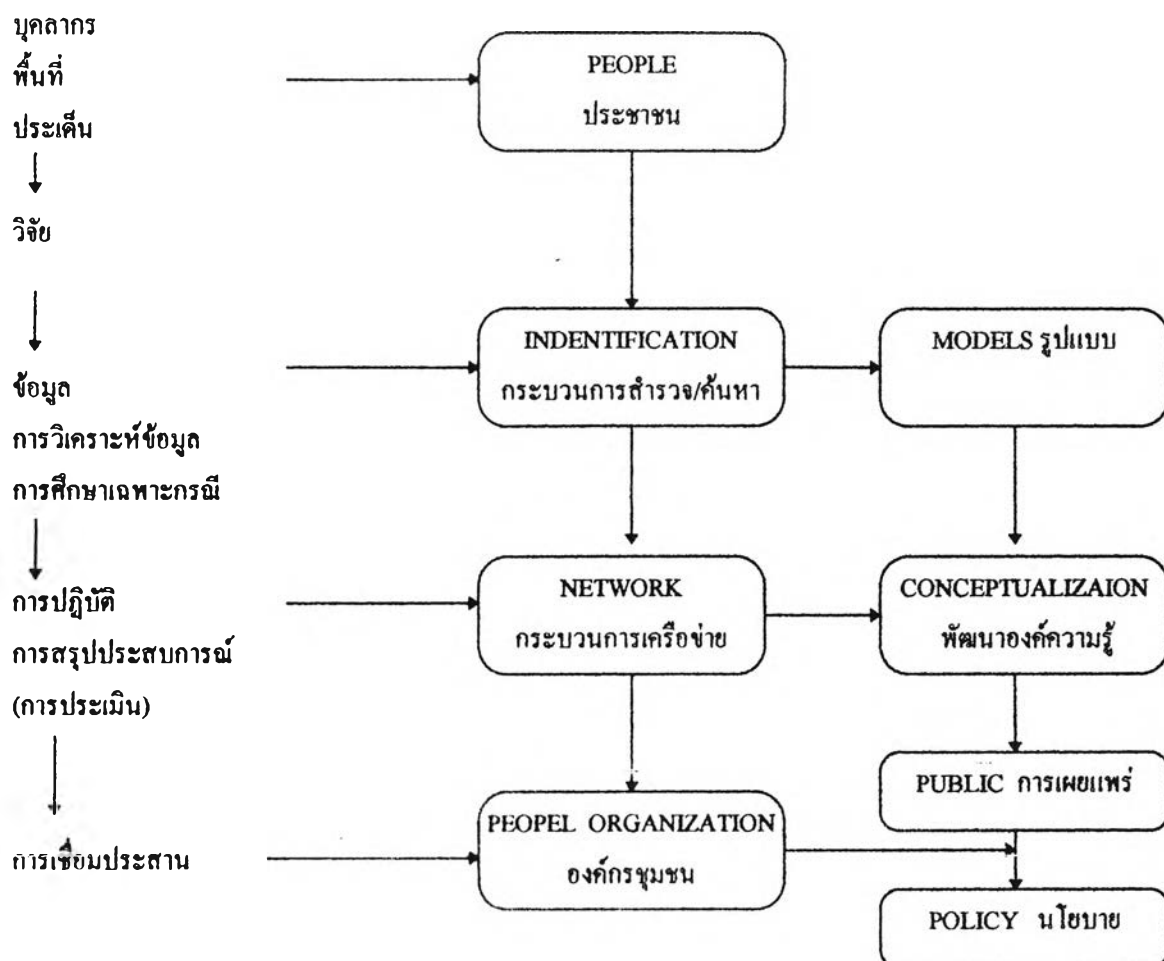 บุคลากร
พื้นที่
ประเด็น
วิจัย
ข้อมูล
การวิเคราะห์ข้อมูล
การศึกษาเฉพาะกรณี
การปฏิบัติ
การสรุปประสบการณ์
(การประเมิน)
การเชื่อมประสาน
PEOPLE
ประชาชน
INDENTIFICATION
กระบวนการสำรวจ/ค้นหา
MODELS รูปแบบ
NETWORK
กระบวนการเครือข่าย
CONCEPTUALIZAION
พัฒนาองค์ความรู้
PUBLIC การเผยแพร่
PEOPEL ORGANIZATION
องค์กรชุมชน
POLICY นโยบาย